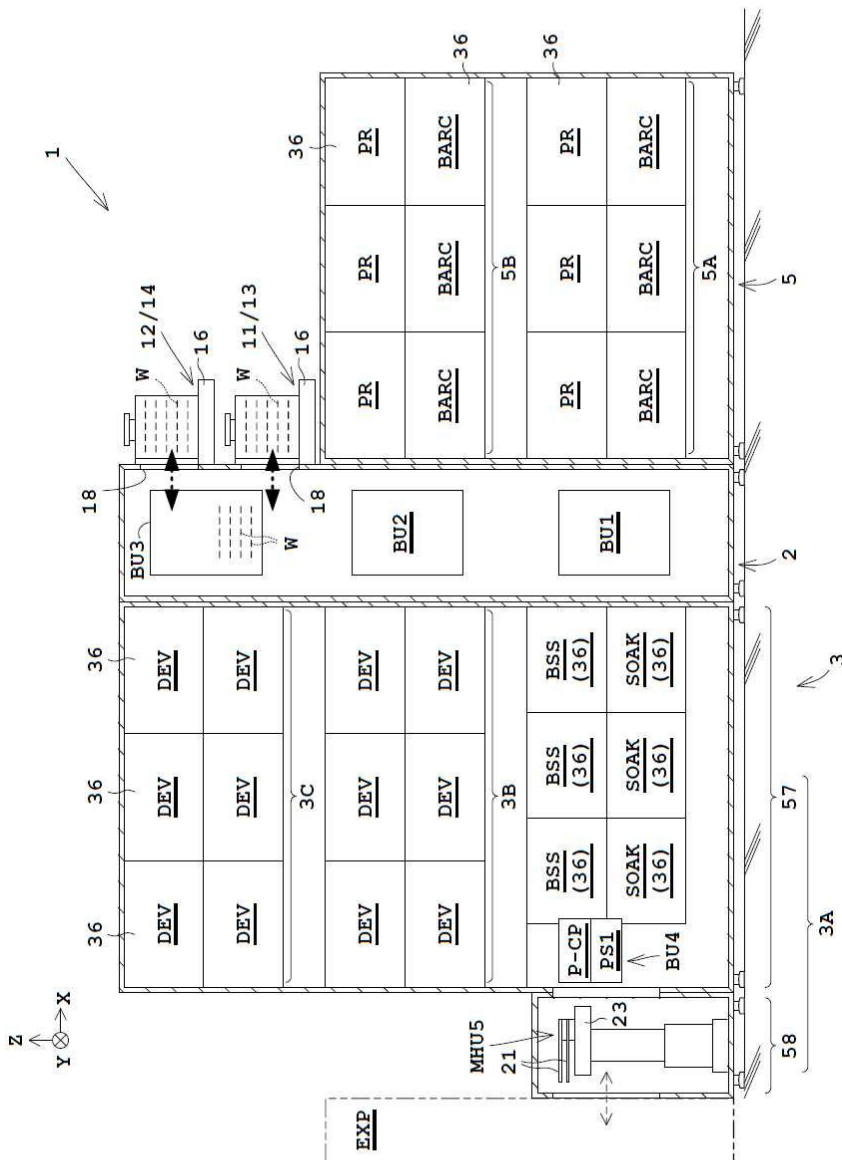 1
Z
Y
X
36
36
36
DEV
DEV
DEV
DEV
DEV
DEV
3C
DEV
DEV
DEV
DEV
DEV
DEV
3B
BSS
(36)
BSS
(36)
BSS
(36)
SOAK
(36)
SOAK
(36)
SOAK
(36)
P-CP
PS1
BU4
MHU5
21
23
EXP
58
57
3A
3
BU3
W
18
18
BU2
BU1
2
12/14
W
16
11/13
W
16
36
36
36
PR
PR
PR
BARC
BARC
BARC
5B
PR
PR
PR
BARC
BARC
BARC
5A
5